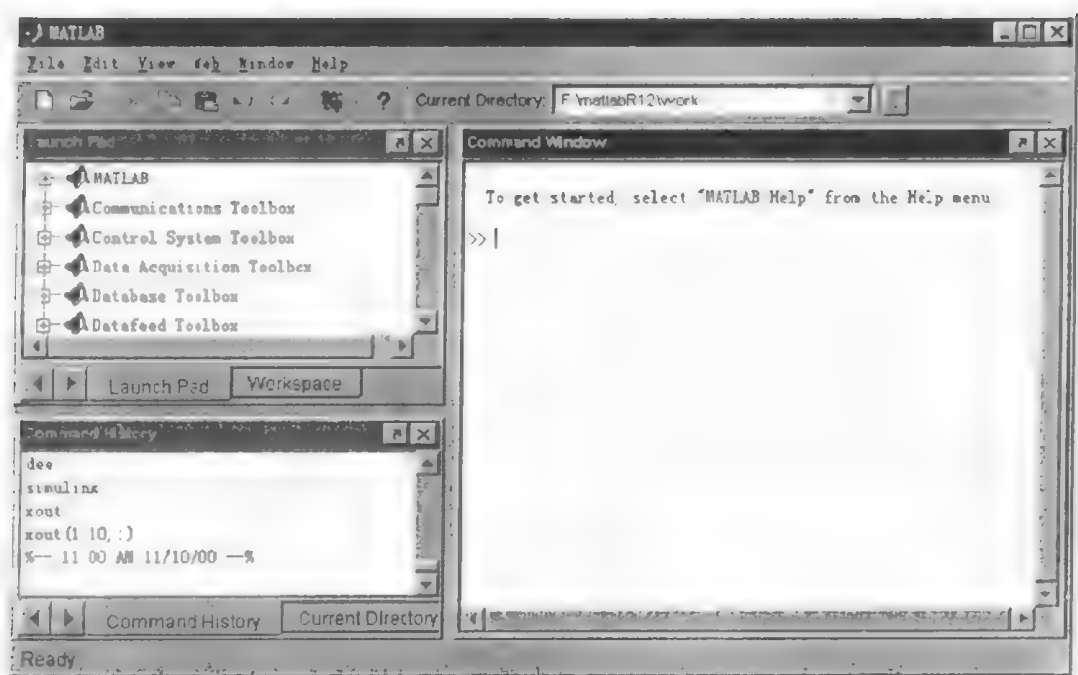 MATLAB
File Edit View Web Window Help
? Current Directory: F:\matlabR12\work
Launch Pad
MATLAB
Communications Toolbox
Control System Toolbox
Data Acquisition Toolbox
Database Toolbox
Datafeed Toolbox
Launch Pad Workspace
Command History
dee
simulink
xout
xout(1:10,:)
%-- 11:00 AM 11/10/00 --%
Command History Current Directory
Command Window
To get started, select "MATLAB Help" from the Help menu
>>
Ready